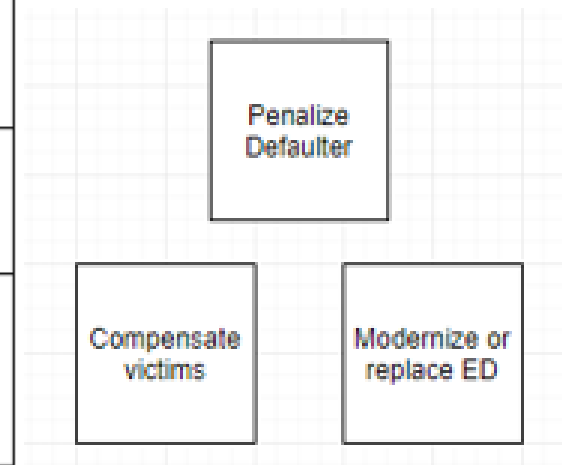 Penalize
Defaulter
Compensate
victims
Modernize or
replace ED